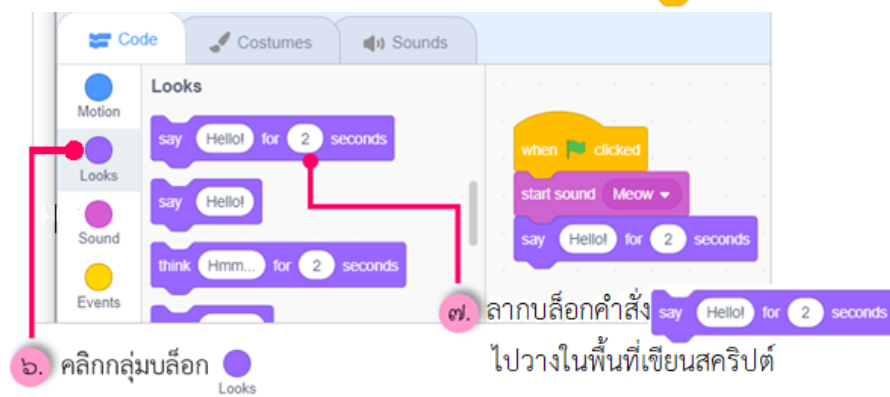 Code Costumes Sounds
Looks
Motion
say Hello! for 2 seconds
Looks
say Hello!
Sound
think Hmm... for 2 seconds
Events
when clicked
start sound Meow
say Hello! for 2 seconds
๗. ลากบล็อกคำสั่ง say Hello! for 2 seconds
ไปวางในพื้นที่เขียนสคริปต์
๖. คลิกกลุ่มบล็อก Looks